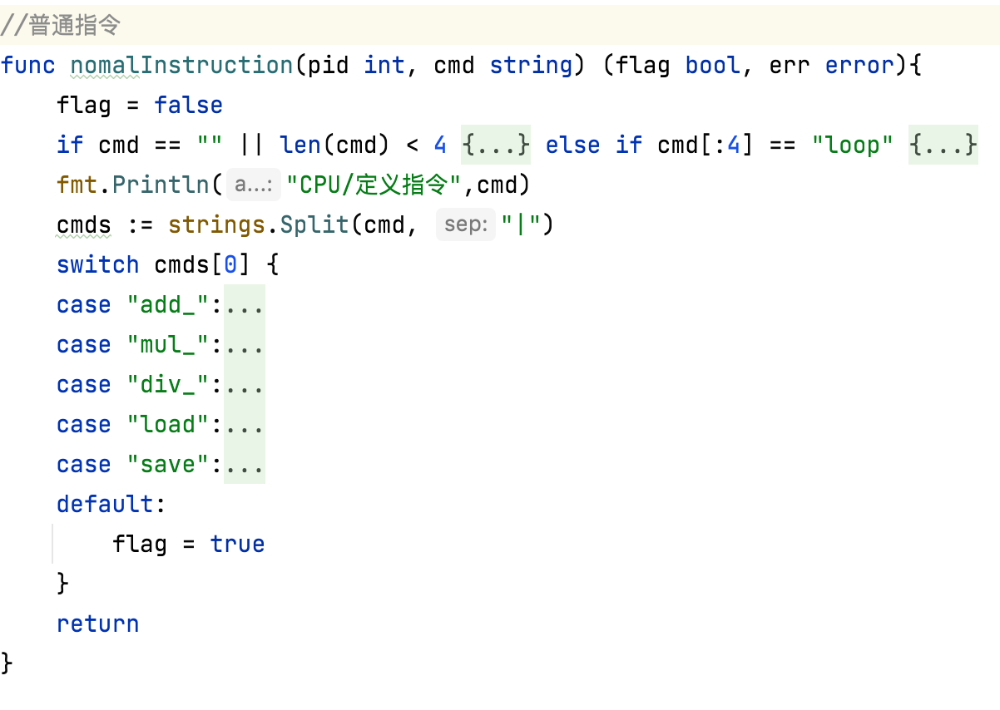 //普通指令
func nomalInstruction(pid int, cmd string) (flag bool, err error){
    flag = false
    if cmd == "" || len(cmd) < 4 {...} else if cmd[:4] == "loop" {...}
    fmt.Println( a...: "CPU/定义指令",cmd)
    cmds := strings.Split(cmd, sep: "|")
    switch cmds[0] {
    case "add_":...
    case "mul_":...
    case "div_":...
    case "load":...
    case "save":...
    default:
        flag = true
    }
    return
}